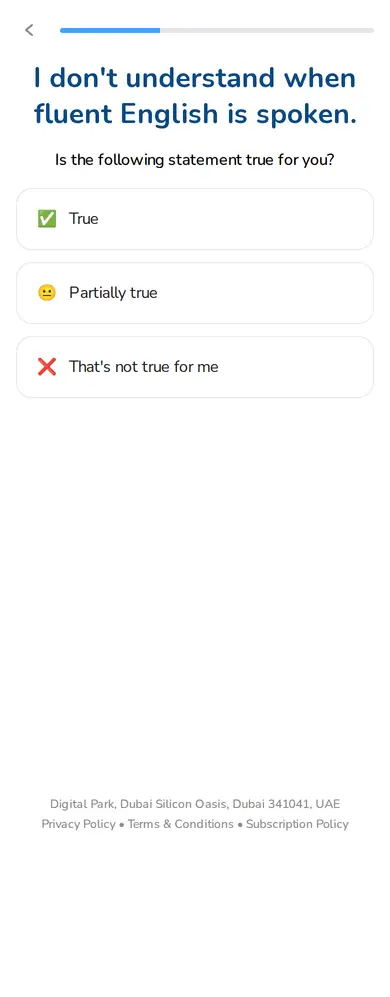 I don't understand when
fluent English is spoken.
Is the following statement true for you?
✅ True
😐 Partially true
❌ That's not true for me
Digital Park, Dubai Silicon Oasis, Dubai 341041, UAE
Privacy Policy • Terms & Conditions • Subscription Policy